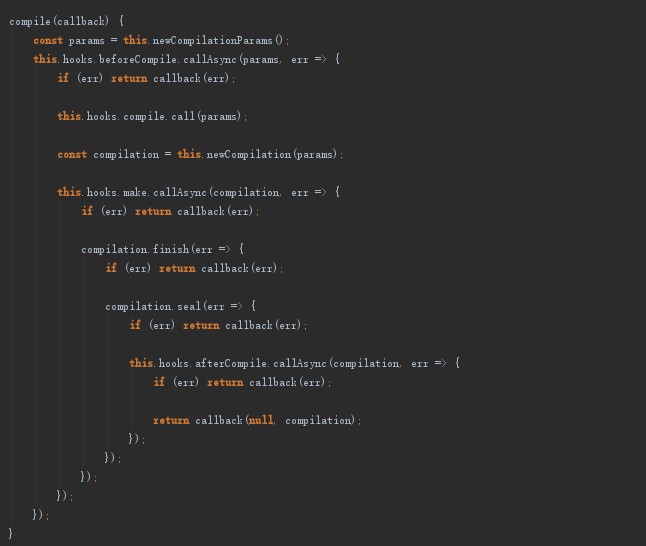 compile(callback) {
const params = this.newCompilationParams();
this.hooks.beforeCompile.callAsync(params, err => {
if (err) return callback(err);
this.hooks.compile.call(params);
const compilation = this.newCompilation(params);
this.hooks.make.callAsync(compilation, err => {
if (err) return callback(err);
compilation.finish(err => {
if (err) return callback(err);
compilation.seal(err => {
if (err) return callback(err);
this.hooks.afterCompile.callAsync(compilation, err => {
if (err) return callback(err);
return callback(null, compilation);
});
});
});
});
});
}